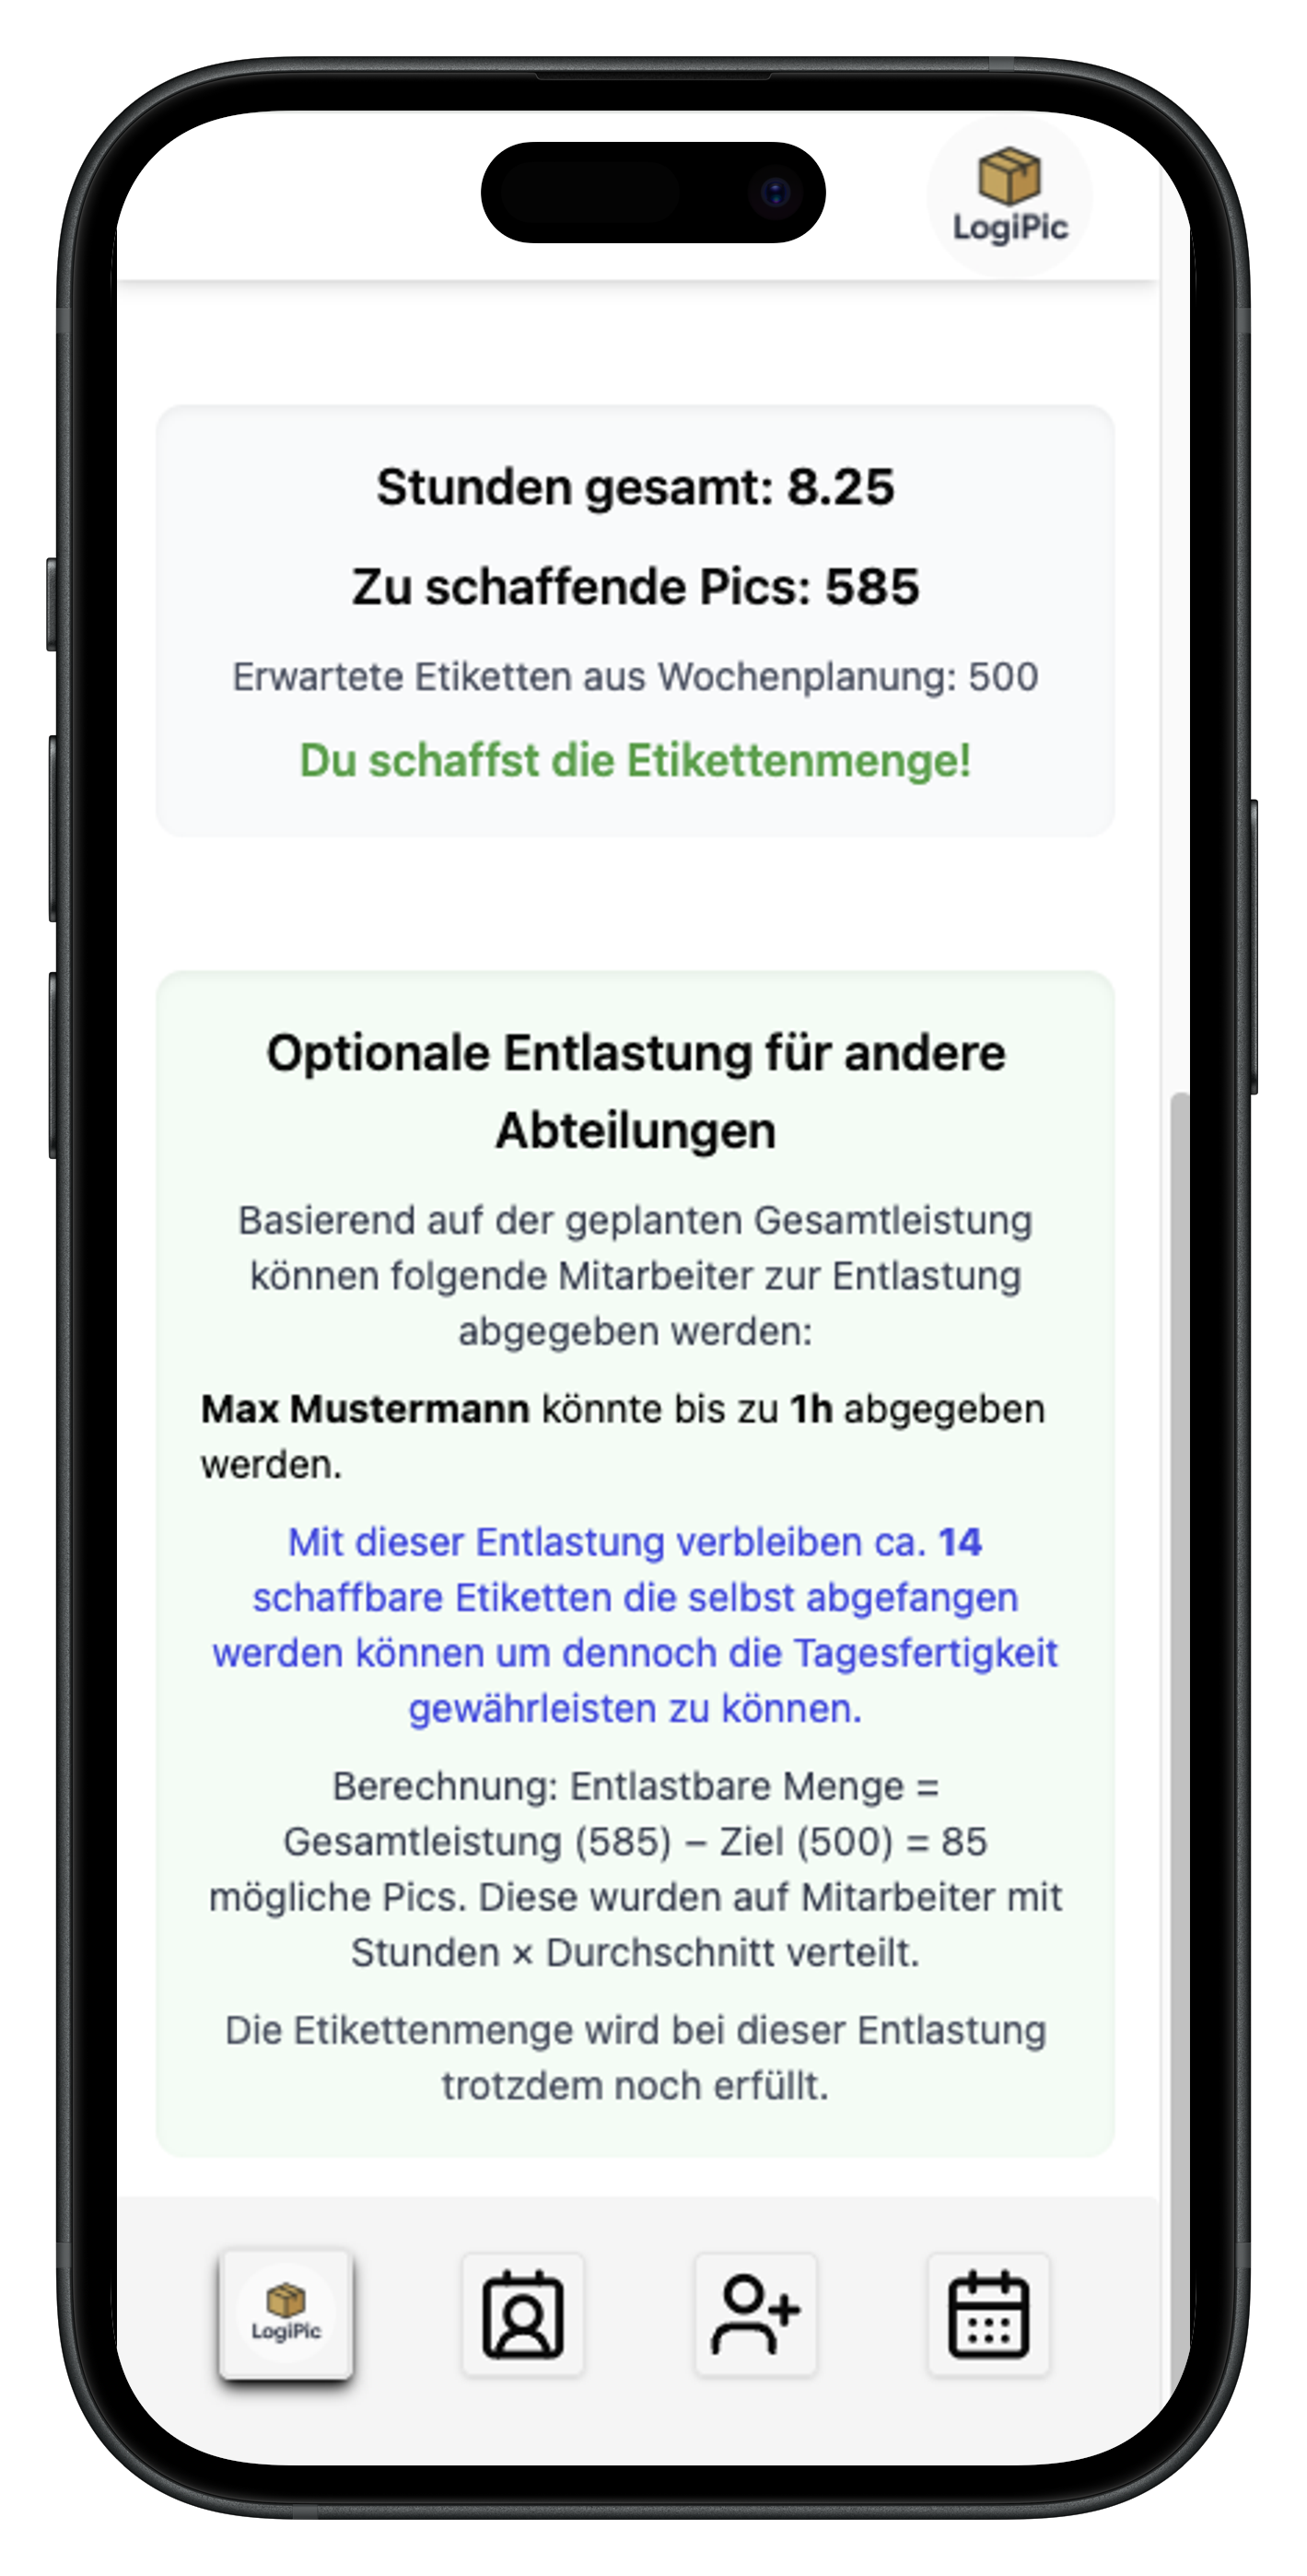 LogiPic
Stunden gesamt: 8.25
Zu schaffende Pics: 585
Erwartete Etiketten aus Wochenplanung: 500
Du schaffst die Etikettenmenge!
Optionale Entlastung für andere
Abteilungen
Basierend auf der geplanten Gesamtleistung
können folgende Mitarbeiter zur Entlastung
abgegeben werden:
Max Mustermann könnte bis zu 1h abgegeben
werden.
Mit dieser Entlastung verbleiben ca. 14
schaffbare Etiketten die selbst abgefangen
werden können um dennoch die Tagesfertigkeit
gewährleisten zu können.
Berechnung: Entlastbare Menge =
Gesamtleistung (585) – Ziel (500) = 85
mögliche Pics. Diese wurden auf Mitarbeiter mit
Stunden × Durchschnitt verteilt.
Die Etikettenmenge wird bei dieser Entlastung
trotzdem noch erfüllt.
LogiPic